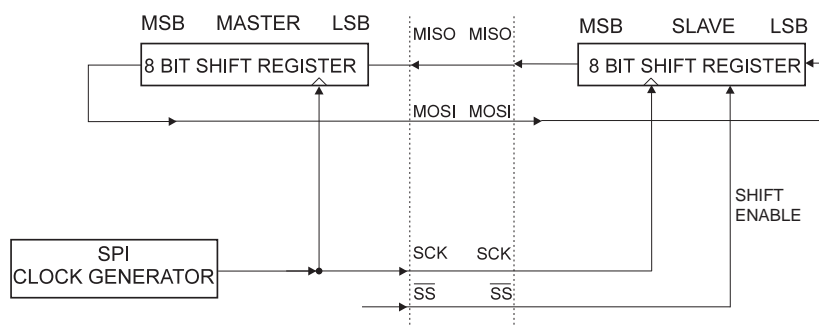 MSB MASTER LSB
MISO MISO
MSB SLAVE LSB
8 BIT SHIFT REGISTER
8 BIT SHIFT REGISTER
MOSI MOSI
SHIFT
ENABLE
SPI
CLOCK GENERATOR
SCK SCK
SS SS